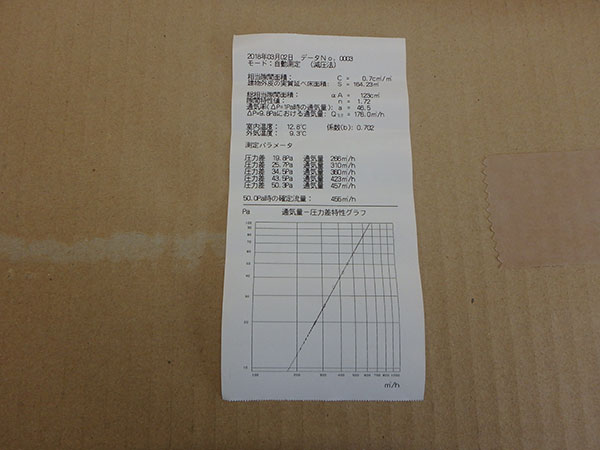 2018年03月02日 データNo. 0003
モード：自動測定 （減圧法）
相当隙間面積： C = 0.7c㎡/㎡
建物外皮の実質延べ床面積： S = 164.23㎡
総相当隙間面積： αA = 123c㎡
隙間特性値： n = 1.72
通気率(ΔP=1Pa時の通気量)： a = 46.5
ΔP=9.8Paにおける通気量： Q9.8 = 176.0㎥/h
室内温度： 12.6℃ 係数(b)： 0.702
外気温度： 9.3℃
測定パラメータ
圧力差 19.8Pa 通気量 266㎥/h
圧力差 25.7Pa 通気量 310㎥/h
圧力差 34.5Pa 通気量 360㎥/h
圧力差 43.5Pa 通気量 423㎥/h
圧力差 50.3Pa 通気量 457㎥/h
50.0Pa時の確定流量： 456㎥/h
Pa 通気量－圧力差特性グラフ
㎥/h